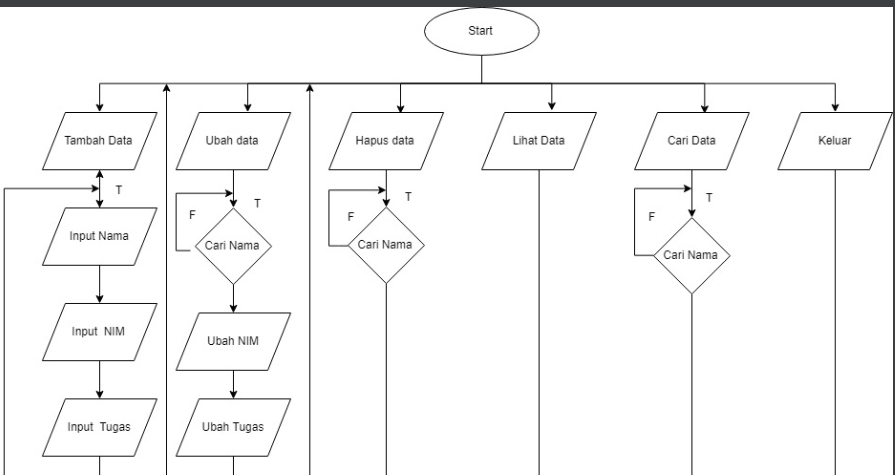 Start
Tambah Data
Ubah data
Hapus data
Lihat Data
Cari Data
Keluar
T
T
T
T
F
F
F
Input Nama
Cari Nama
Cari Nama
Cari Nama
Input NIM
Ubah NIM
Input Tugas
Ubah Tugas